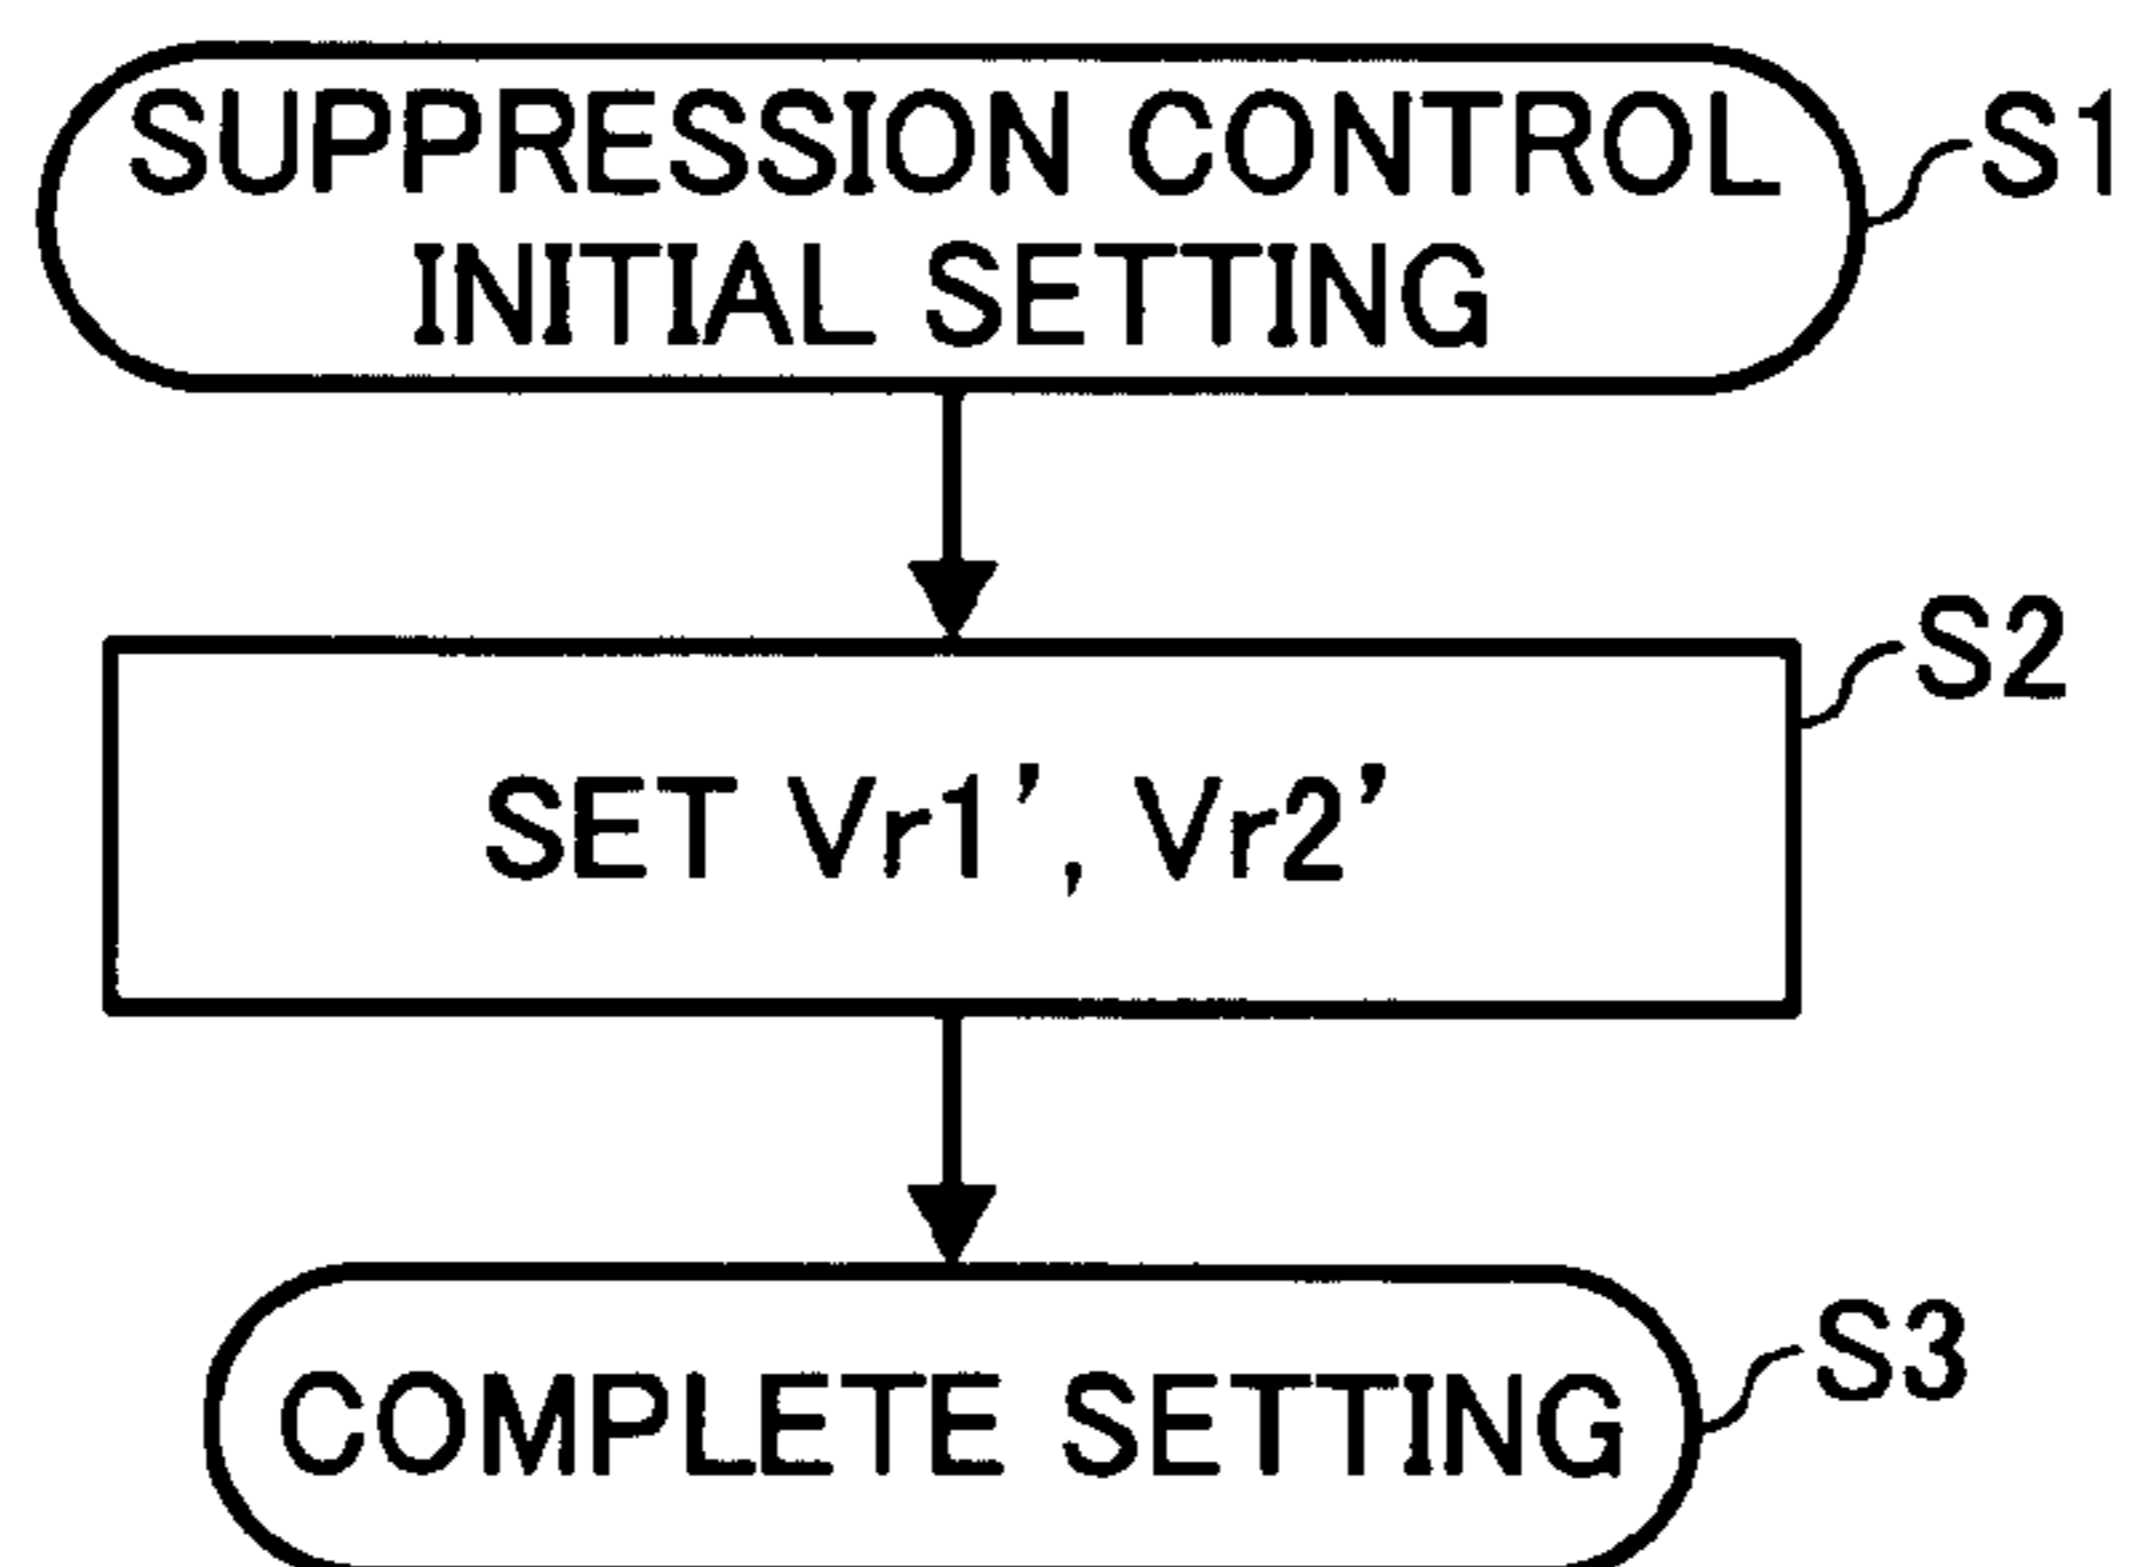 SUPPRESSION CONTROL S1
INITIAL SETTING
S2
SET Vr1', Vr2'
S3
COMPLETE SETTING